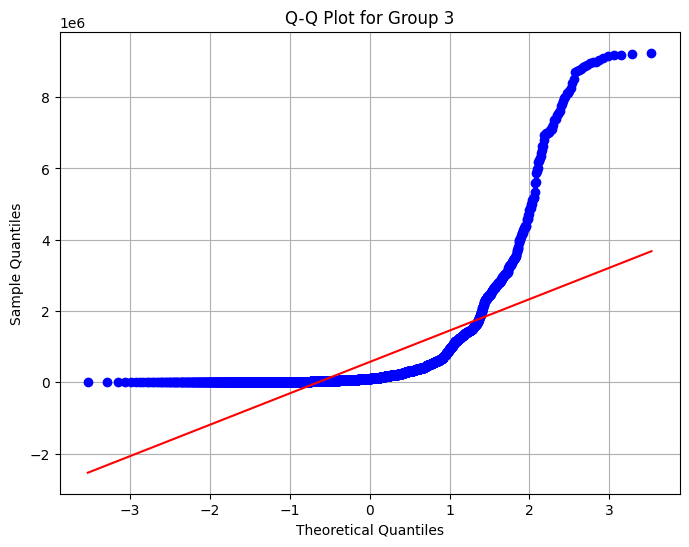 Q-Q Plot for Group 3
1e6
8
6
4
2
0
−2
Sample Quantiles
−3 −2 −1 0 1 2 3
Theoretical Quantiles